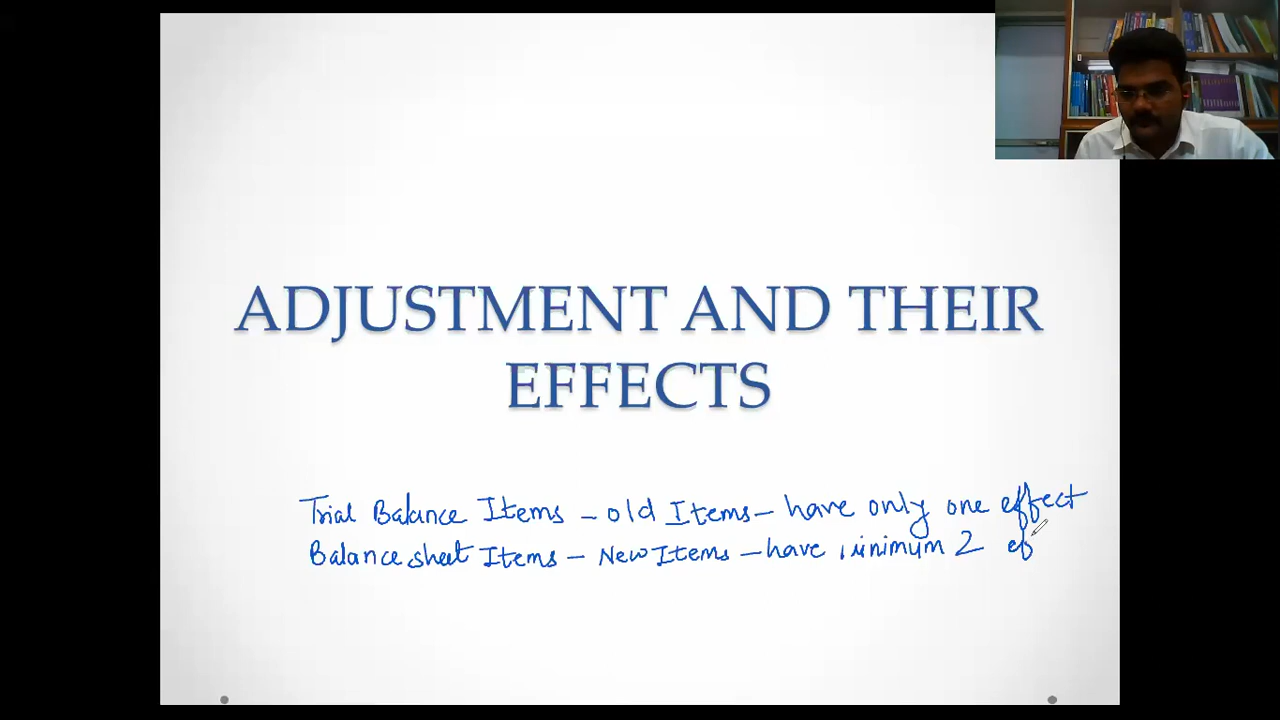 ADJUSTMENT AND THEIR
EFFECTS
Trial Balance Items - old Items - have only one effect
Balance sheet Items - New Items - have minimum 2 ef